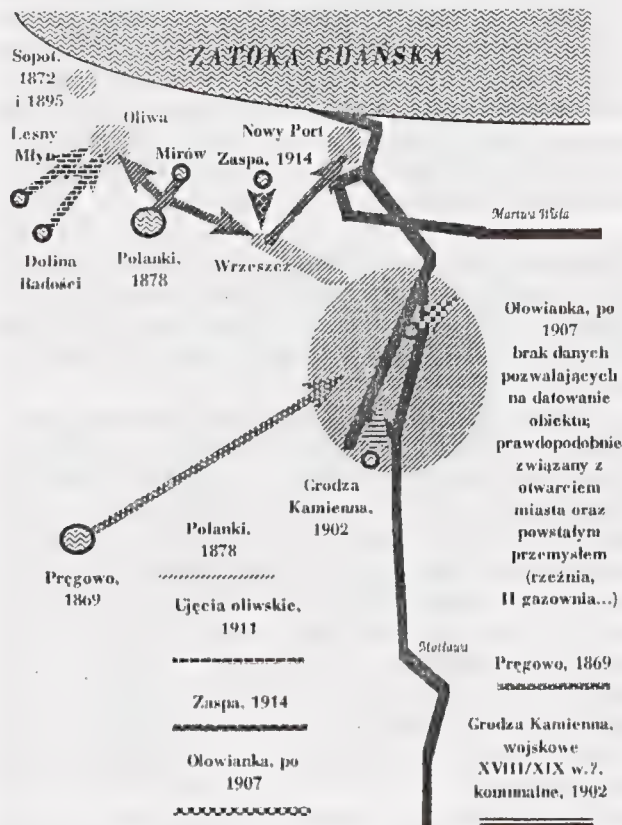 ZATOKA GDAŃSKA
Sopot,
1872
i 1895
Oliwa
Leśny
Młyn
Mirów
Nowy Port
Zaspa, 1914
Martwa Wisła
Dolina
Radości
Polanki,
1878
Wrzeszcz
Ołowianka, po
1907
brak danych
pozwalających
na datowanie
obiektu;
prawdopodobnie
związany z
otwarciem
miasta oraz
powstałym
przemysłem
(rzeźnia,
II gazownia...)
Grodza
Kamienna,
1902
Pręgowo,
1869
Polanki,
1878
Ujęcia oliwskie,
1911
Zaspa, 1914
Ołowianka, po
1907
Motława
Pręgowo, 1869
Grodza Kamienna,
wojskowe
XVIII/XIX w.?,
komunalne, 1902